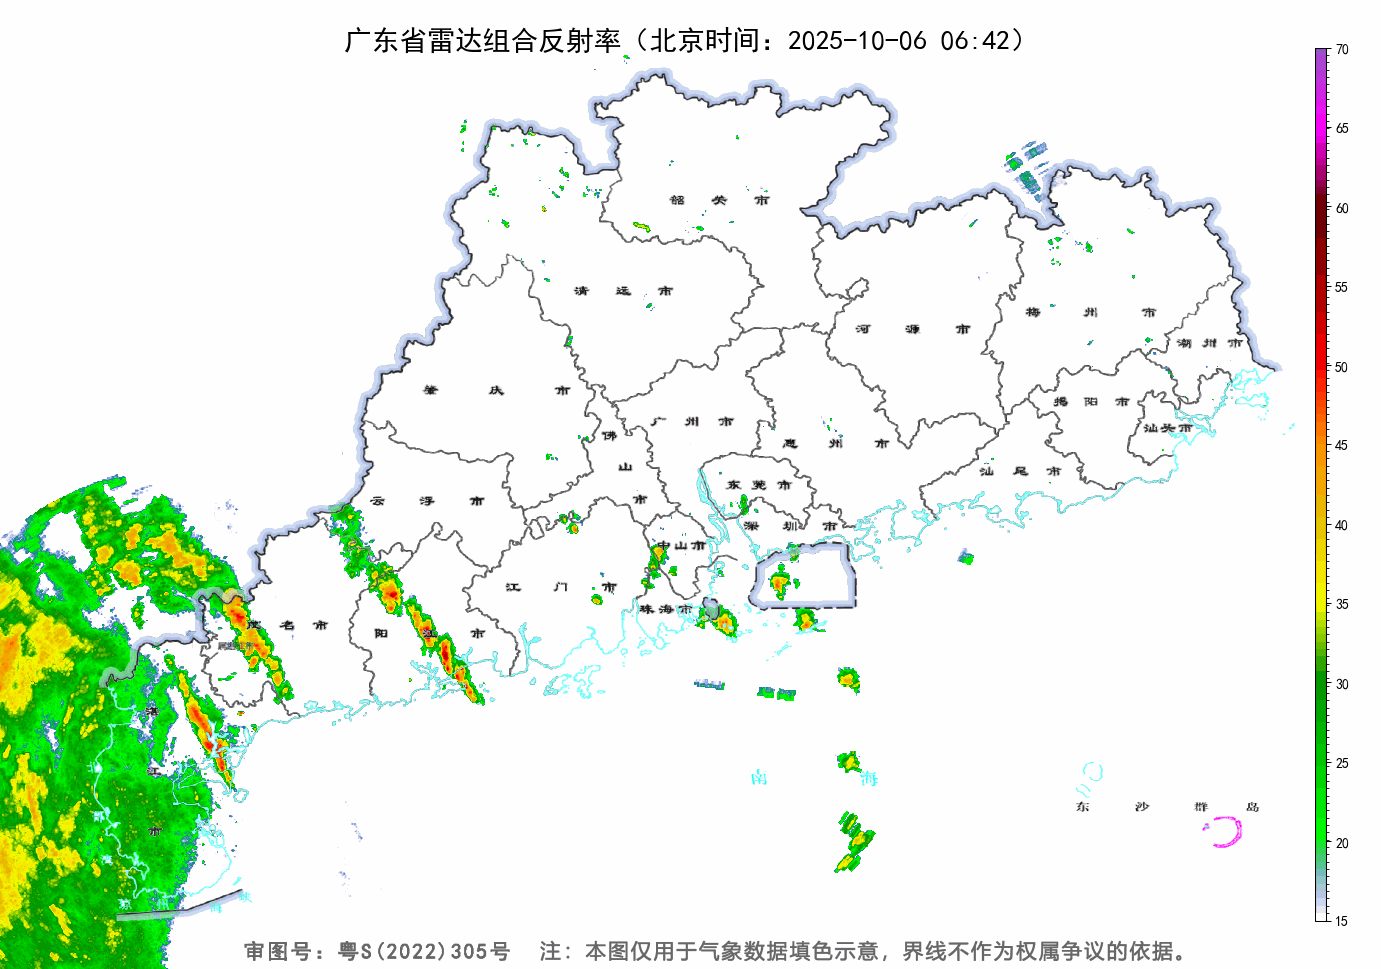 广东省雷达组合反射率（北京时间：2025-10-06 06:42）
70
65
60
55
50
45
40
35
30
25
20
15
韶关市
清远市
河源市
梅州市
潮州市
肇庆市
广州市
揭阳市
佛山市
惠州市
汕头市
云浮市
东莞市
汕尾市
深圳市
中山市
江门市
珠海市
茂名市
阳江市
湛江市
南海
东沙群岛
审图号：粤S(2022)305号 注：本图仅用于气象数据填色示意，界线不作为权属争议的依据。